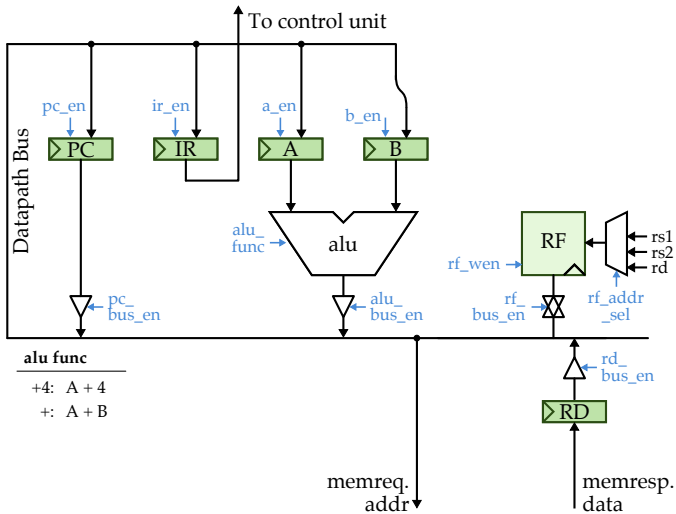 To control unit
pc_en
ir_en
a_en
b_en
PC
IR
A
B
Datapath Bus
alu_
func
alu
RF
rs1
rs2
rd
rf_wen
rf_addr
_sel
pc_
bus_en
alu_
bus_en
rf_
bus_en
alu func
+4: A + 4
+: A + B
rd_
bus_en
RD
memreq.
addr
memresp.
data